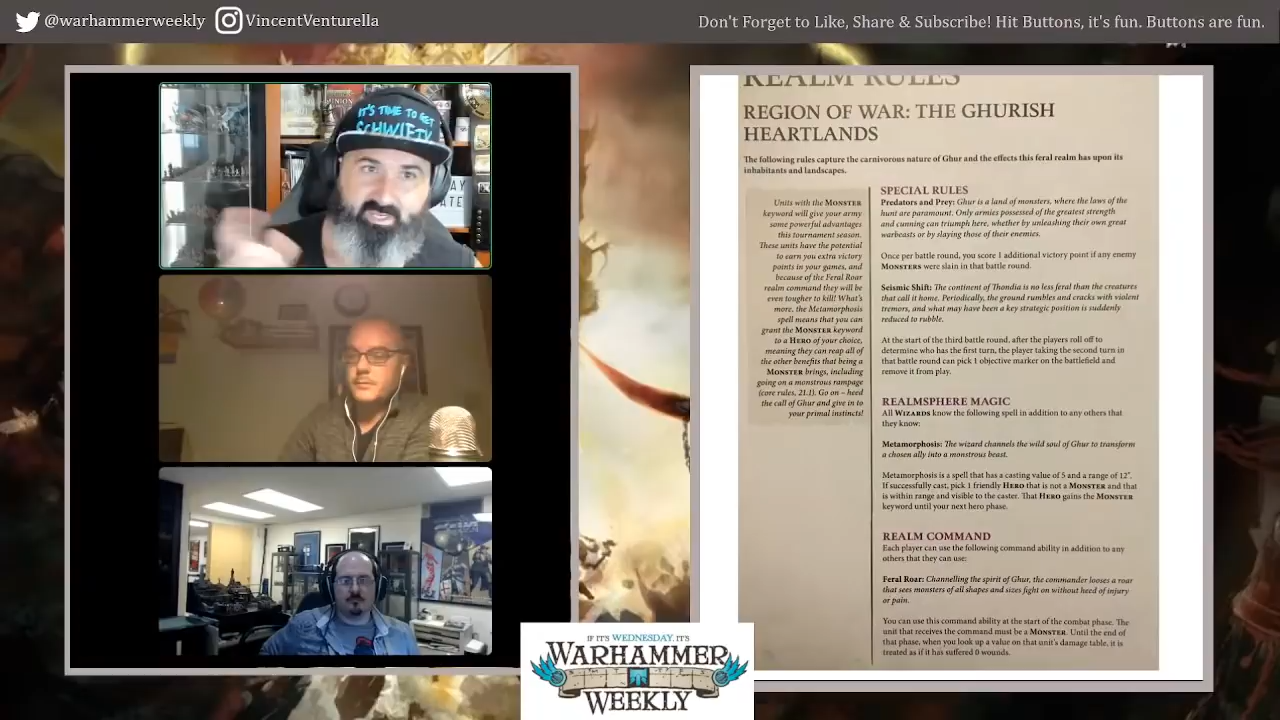 @warhammerweekly
VincentVenturella
Don't Forget to Like, Share & Subscribe! Hit Buttons, it's fun. Buttons are fun.
IT'S TIME TO GET
SCHWIFTY
REALM RULES
REGION OF WAR: THE GHURISH
HEARTLANDS
The following rules capture the carnivorous nature of Ghur and the effects this feral realm has upon its
inhabitants and landscapes.
Units with the MONSTER
keyword will give your army
some powerful advantages
this tournament season.
These units have the potential
to earn you extra victory
points in your games, and
because of the Feral Roar
realm command they will be
even tougher to kill! What's
more, the Metamorphosis
spell means that you can
grant the MONSTER keyword
to a HERO of your choice,
meaning they can reap all of
the other benefits that being a
MONSTER brings, including
going on a monstrous rampage
(core rules, 21.1). Go on – heed
the call of Ghur and give in to
your primal instincts!
SPECIAL RULES
Predators and Prey: Ghur is a land of monsters, where the laws of the
hunt are paramount. Only armies possessed of the greatest strength
and cunning can triumph here, whether by unleashing their own great
warbeasts or by slaying those of their enemies.
Once per battle round, you score 1 additional victory point if any enemy
MONSTERS were slain in that battle round.
Seismic Shift: The continent of Thondia is no less feral than the creatures
that call it home. Periodically, the ground rumbles and cracks with violent
tremors, and what may have been a key strategic position is suddenly
reduced to rubble.
At the start of the third battle round, after the players roll off to
determine who has the first turn, the player taking the second turn in
that battle round can pick 1 objective marker on the battlefield and
remove it from play.
REALMSPHERE MAGIC
All WIZARDS know the following spell in addition to any others that
they know:
Metamorphosis: The wizard channels the wild soul of Ghur to transform
a chosen ally into a monstrous beast.
Metamorphosis is a spell that has a casting value of 5 and a range of 12".
If successfully cast, pick 1 friendly HERO that is not a MONSTER and that
is within range and visible to the caster. That HERO gains the MONSTER
keyword until your next hero phase.
REALM COMMAND
Each player can use the following command ability in addition to any
others that they can use:
Feral Roar: Channelling the spirit of Ghur, the commander looses a roar
that sees monsters of all shapes and sizes fight on without heed of injury
or pain.
You can use this command ability at the start of the combat phase. The
unit that receives the command must be a MONSTER. Until the end of
that phase, when you look up a value on that unit's damage table, it is
treated as if it has suffered 0 wounds.
IF IT'S WEDNESDAY, IT'S
WARHAMMER
WEEKLY